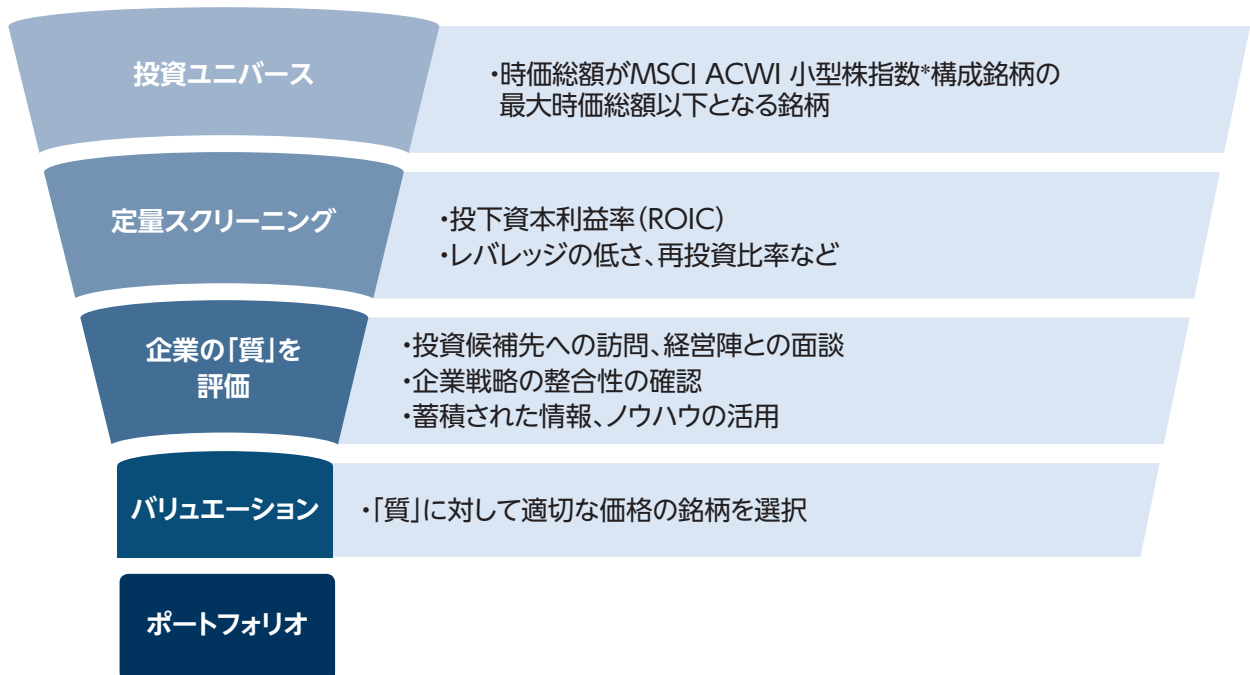 投資ユニバース
・時価総額がMSCI ACWI 小型株指数*構成銘柄の
最大時価総額以下となる銘柄
定量スクリーニング
・投下資本利益率(ROIC)
・レバレッジの低さ、再投資比率など
企業の「質」を
評価
・投資候補先への訪問、経営陣との面談
・企業戦略の整合性の確認
・蓄積された情報、ノウハウの活用
バリュエーション
・「質」に対して適切な価格の銘柄を選択
ポートフォリオ